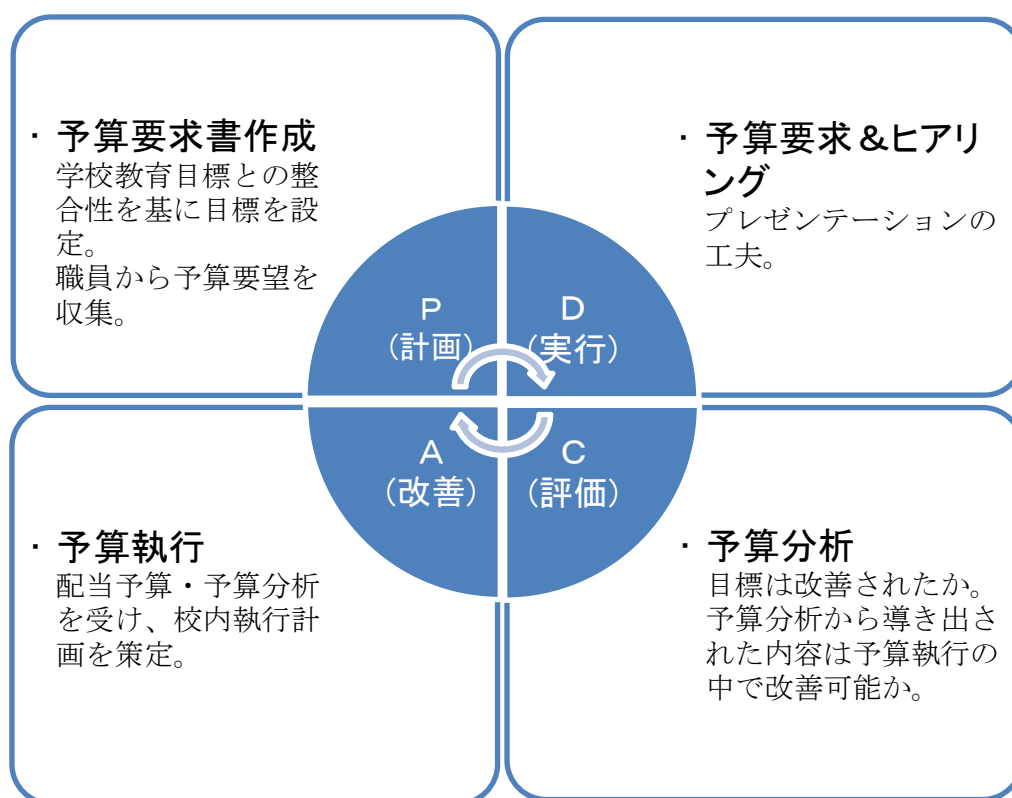 ・予算要求書作成
学校教育目標との整
合性を基に目標を設
定。
職員から予算要望を
収集。
・予算要求&ヒアリ
ング
プレゼンテーションの
工夫。
P
(計画)
D
(実行)
A
(改善)
C
(評価)
・予算執行
配当予算・予算分析
を受け、校内執行計
画を策定。
・予算分析
目標は改善されたか。
予算分析から導き出さ
れた内容は予算執行の
中で改善可能か。